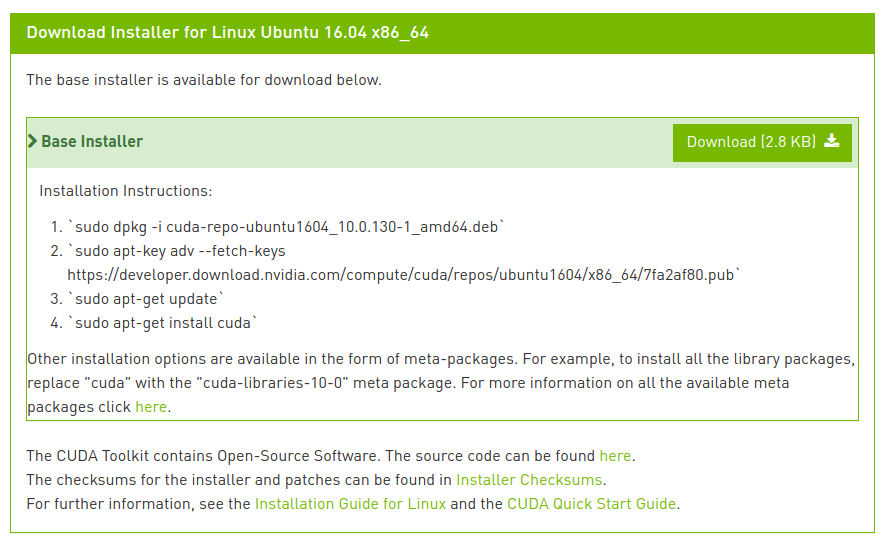 Download Installer for Linux Ubuntu 16.04 x86_64
The base installer is available for download below.
Base Installer
Download (2.8 KB)
Installation Instructions:
1. `sudo dpkg -i cuda-repo-ubuntu1604_10.0.130-1_amd64.deb`
2. `sudo apt-key adv --fetch-keys
https://developer.download.nvidia.com/compute/cuda/repos/ubuntu1604/x86_64/7fa2af80.pub`
3. `sudo apt-get update`
4. `sudo apt-get install cuda`
Other installation options are available in the form of meta-packages. For example, to install all the library packages,
replace "cuda" with the "cuda-libraries-10-0" meta package. For more information on all the available meta
packages click here.
The CUDA Toolkit contains Open-Source Software. The source code can be found here.
The checksums for the installer and patches can be found in Installer Checksums.
For further information, see the Installation Guide for Linux and the CUDA Quick Start Guide.